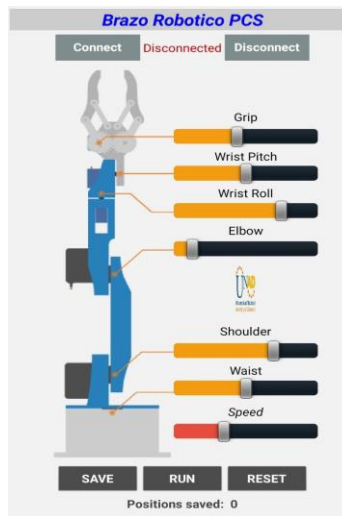 Brazo Robotico PCS
Connect Disconnected Disconnect
Grip
Wrist Pitch
Wrist Roll
Elbow
Shoulder
Waist
Speed
SAVE RUN RESET
Positions saved: 0